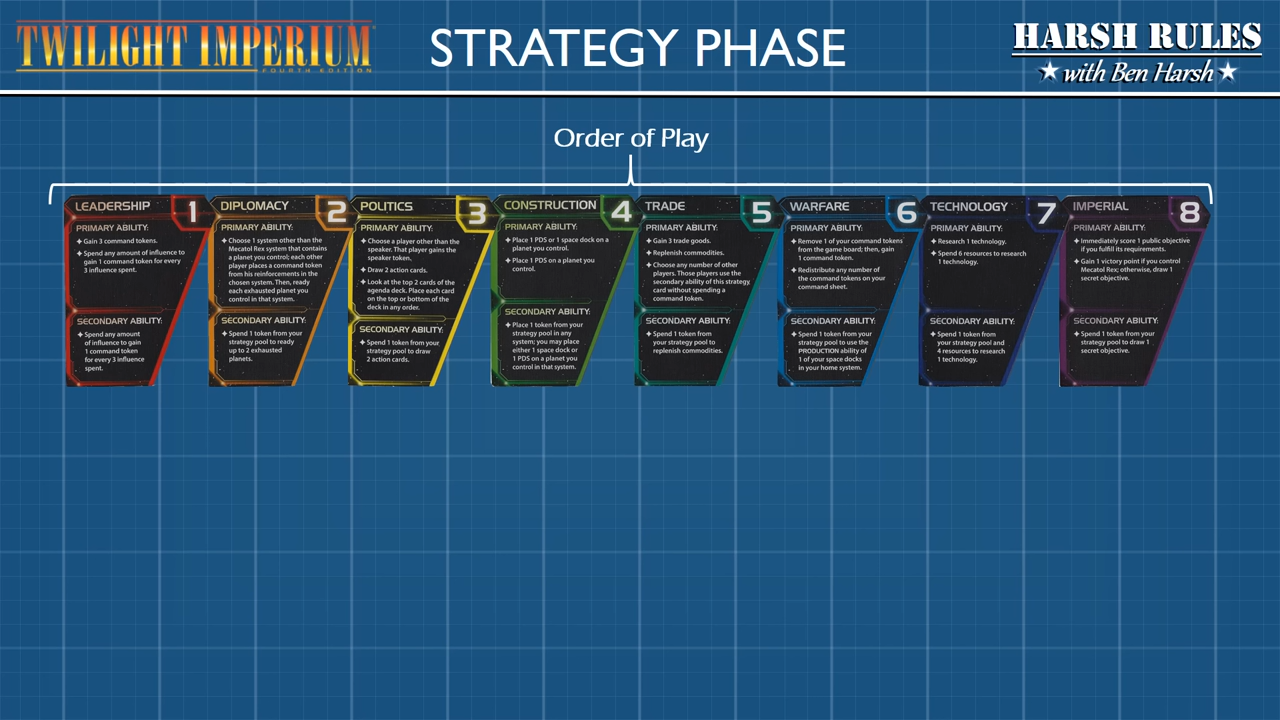 TWILIGHT IMPERIUM
FOURTH EDITION
STRATEGY PHASE
HARSH RULES
with Ben Harsh
Order of Play
LEADERSHIP 1
PRIMARY ABILITY:
Gain 3 command tokens.
Spend any amount of influence to
gain 1 command token for every
3 influence spent.
SECONDARY ABILITY:
Spend any amount
of influence to gain
1 command token
for every 3 influence
spent.
DIPLOMACY 2
PRIMARY ABILITY:
Choose 1 system other than the
Mecatol Rex system that contains
a planet you control; each other
player places a command token
from his reinforcements in the
chosen system. Then, ready
each exhausted planet you
control in that system.
SECONDARY ABILITY:
Spend 1 token from your
strategy pool to ready
up to 2 exhausted
planets.
POLITICS 3
PRIMARY ABILITY:
Choose a player other than the
speaker. That player gains the
speaker token.
Draw 2 action cards.
Look at the top 2 cards of the
agenda deck. Place each card
on the top or bottom of the
deck in any order.
SECONDARY ABILITY:
Spend 1 token from your
strategy pool to draw
2 action cards.
CONSTRUCTION 4
PRIMARY ABILITY:
Place 1 PDS or 1 space dock on a
planet you control.
Place 1 PDS on a planet you
control.
SECONDARY ABILITY:
Place 1 token from your
strategy pool in any
system; you may place
either 1 space dock or
1 PDS on a planet you
control in that system.
TRADE 5
PRIMARY ABILITY:
Gain 3 trade goods.
Replenish commodities.
Choose any number of other
players. Those players use the
secondary ability of this strategy
card without spending a
command token.
SECONDARY ABILITY:
Spend 1 token from
your strategy pool to
replenish commodities.
WARFARE 6
PRIMARY ABILITY:
Remove 1 of your command tokens
from the game board; then, gain
1 command token.
Redistribute any number of
the command tokens on your
command sheet.
SECONDARY ABILITY:
Spend 1 token from your
strategy pool to use the
PRODUCTION ability of
1 of your space docks
in your home system.
TECHNOLOGY 7
PRIMARY ABILITY:
Research 1 technology.
Spend 6 resources to research
1 technology.
SECONDARY ABILITY:
Spend 1 token from
your strategy pool and
4 resources to research
1 technology.
IMPERIAL 8
PRIMARY ABILITY:
Immediately score 1 public objective
if you fulfill its requirements.
Gain 1 victory point if you control
Mecatol Rex; otherwise, draw 1
secret objective.
SECONDARY ABILITY:
Spend 1 token from your
strategy pool to draw 1
secret objective.